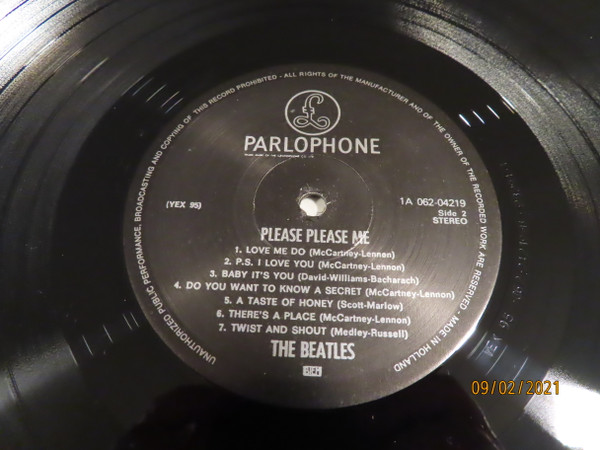 UNAUTHORIZED PUBLIC PERFORMANCE, BROADCASTING AND COPYING OF THIS RECORD PROHIBITED - ALL RIGHTS OF THE MANUFACTURER AND OF THE OWNER OF THE RECORDED WORK ARE RESERVED - MADE IN HOLLAND
£
PARLOPHONE
(YEX 95)
1A 062-04219
Side 2
STEREO
PLEASE PLEASE ME
1. LOVE ME DO (McCartney-Lennon)
2. P.S. I LOVE YOU (McCartney-Lennon)
3. BABY IT'S YOU (David-Williams-Bacharach)
4. DO YOU WANT TO KNOW A SECRET (McCartney-Lennon)
5. A TASTE OF HONEY (Scott-Marlow)
6. THERE'S A PLACE (McCartney-Lennon)
7. TWIST AND SHOUT (Medley-Russell)
THE BEATLES
YEX 95
09/02/2021